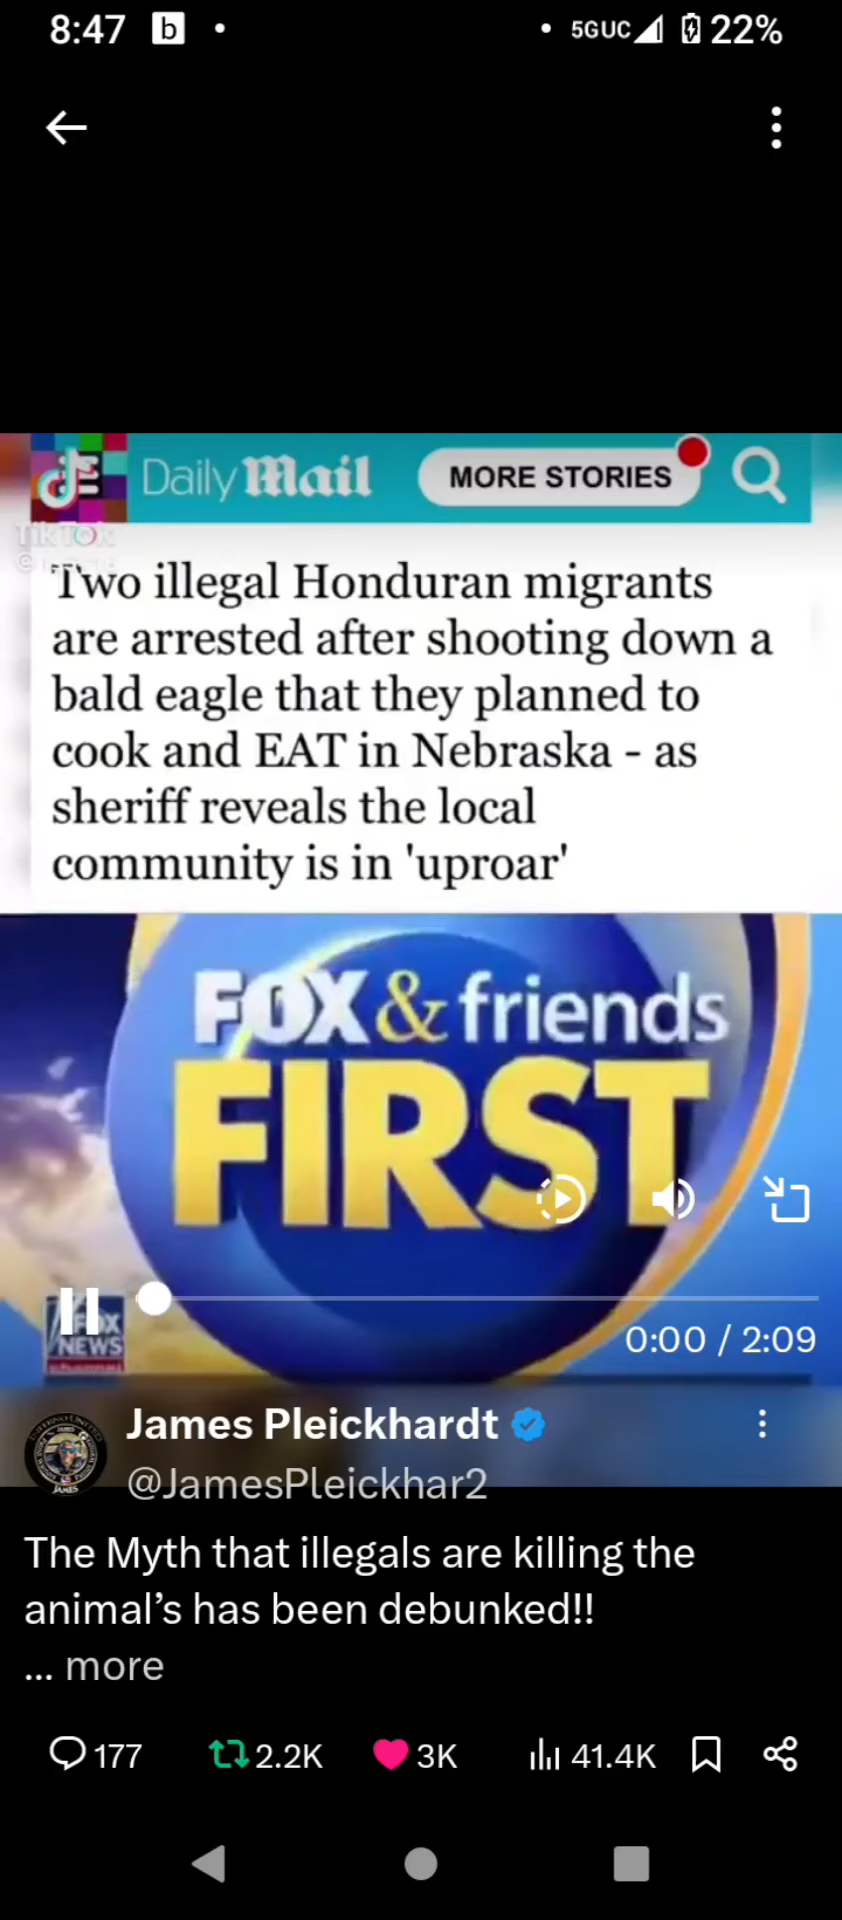 8:47 b
5GUC 22%
Daily Mail
MORE STORIES
TikTok
Two illegal Honduran migrants
are arrested after shooting down a
bald eagle that they planned to
cook and EAT in Nebraska - as
sheriff reveals the local
community is in 'uproar'
FOX & friends
FIRST
FOX
NEWS
channel
0:00 / 2:09
James Pleickhardt
@JamesPleickhar2
The Myth that illegals are killing the
animal’s has been debunked!!
... more
177 2.2K 3K 41.4K